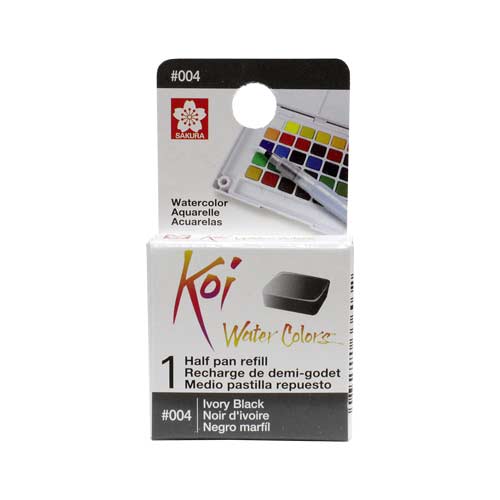 #004
SAKURA
Watercolor
Aquarelle
Acuarelas
Koi
Water Colors
1
Half pan refill
Recharge de demi-godet
Medio pastilla repuesto
#004
Ivory Black
Noir d'ivoire
Negro marfíl